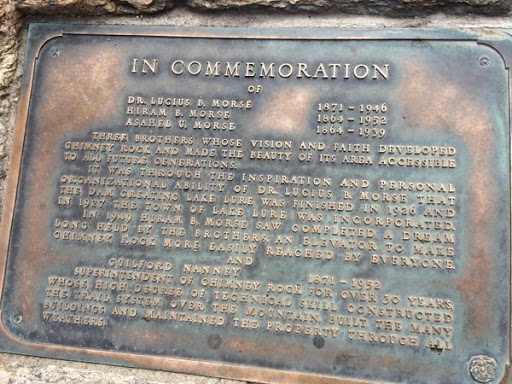 IN COMMEMORATION
OF
DR. LUCIUS B. MORSE 1871 - 1946
HIRAM B. MORSE 1864 - 1952
ASAHEL U. MORSE 1864 - 1939
THREE BROTHERS WHOSE VISION AND FAITH DEVELOPED
CHIMNEY ROCK AND MADE THE BEAUTY OF ITS AREA ACCESSIBLE
TO ALL FUTURE GENERATIONS.
IT WAS THROUGH THE INSPIRATION AND PERSONAL
ORGANIZATIONAL ABILITY OF DR. LUCIUS B. MORSE THAT
THE DAM CREATING LAKE LURE WAS FINISHED IN 1926 AND
IN 1927 THE TOWN OF LAKE LURE WAS INCORPORATED.
IN 1949 HIRAM B. MORSE SAW COMPLETED A DREAM
LONG HELD BY THE BROTHERS, AN ELEVATOR TO MAKE
CHIMNEY ROCK MORE EASILY REACHED BY EVERYONE.
AND
GUILFORD NANNEY 1871 - 1952
SUPERINTENDENT OF CHIMNEY ROCK FOR OVER 30 YEARS,
WHOSE HIGH DEGREE OF TECHNICAL SKILL CONSTRUCTED
THE TRAIL SYSTEM OVER THE MOUNTAIN, BUILT THE MANY
BUILDINGS AND MAINTAINED THE PROPERTY THROUGH ALL
WEATHERS.